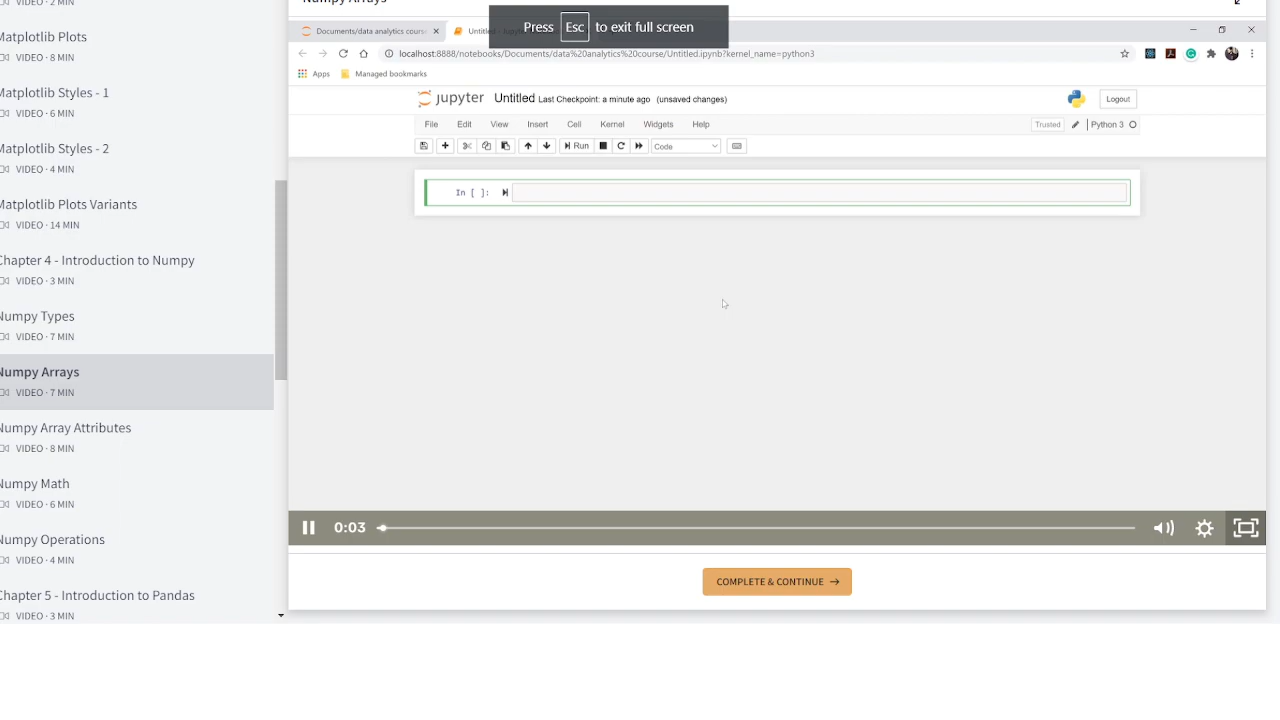 VIDEO · 2 MIN
Matplotlib Plots
VIDEO · 8 MIN
Matplotlib Styles - 1
VIDEO · 6 MIN
Matplotlib Styles - 2
VIDEO · 4 MIN
Matplotlib Plots Variants
VIDEO · 14 MIN
Chapter 4 - Introduction to Numpy
VIDEO · 3 MIN
Numpy Types
VIDEO · 7 MIN
Numpy Arrays
VIDEO · 7 MIN
Numpy Array Attributes
VIDEO · 8 MIN
Numpy Math
VIDEO · 6 MIN
Numpy Operations
VIDEO · 4 MIN
Chapter 5 - Introduction to Pandas
VIDEO · 3 MIN
Numpy Arrays
Press Esc to exit full screen
Documents/data analytics cours
Untitled
localhost:8888/notebooks/Documents/data%20analytics%20course/Untitled.ipynb?kernel_name=python3
Apps Managed bookmarks
jupyter Untitled Last Checkpoint: a minute ago (unsaved changes)
Logout
File Edit View Insert Cell Kernel Widgets Help
Trusted Python 3
Run Code
In [ ]:
0:03
COMPLETE & CONTINUE →